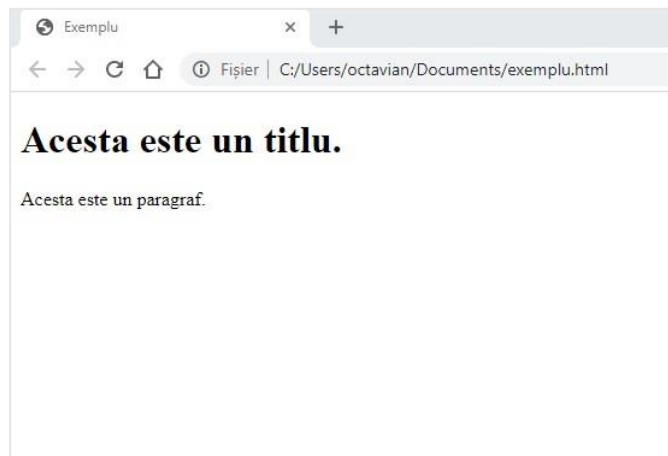 Exemplu
Fișier | C:/Users/octavian/Documents/exemplu.html
Acesta este un titlu.
Acesta este un paragraf.